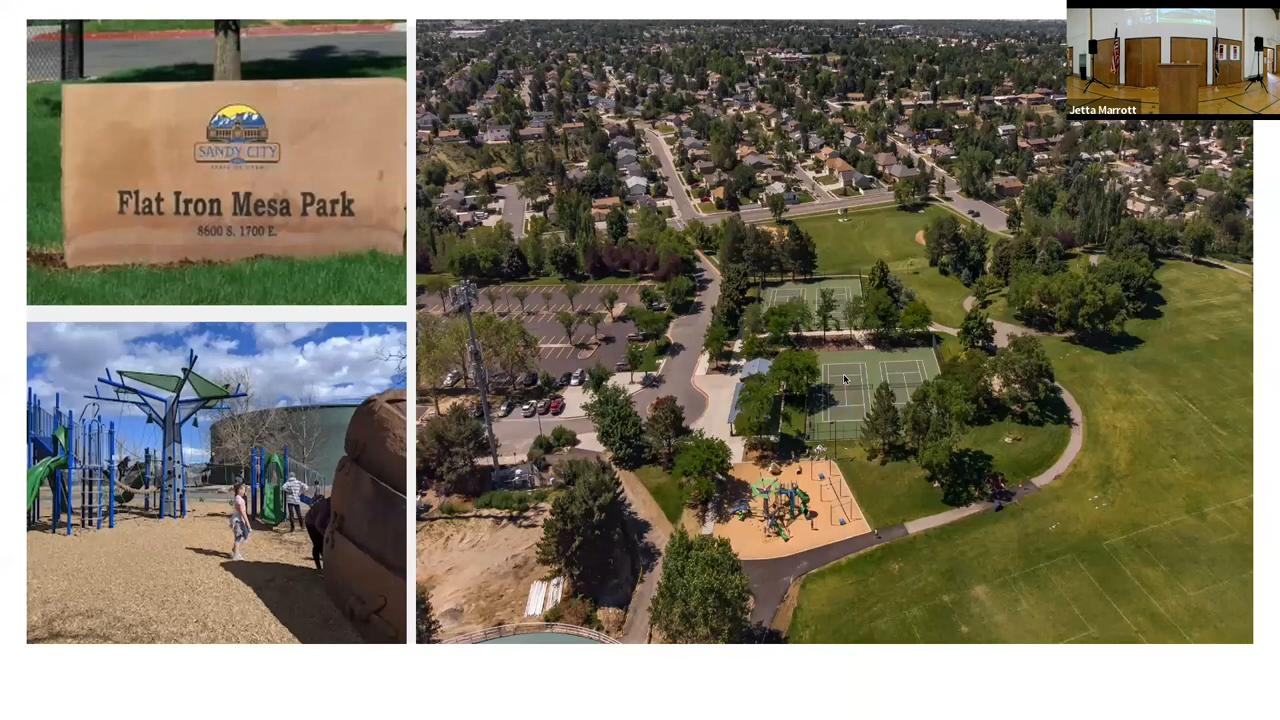 SANDY CITY
Flat Iron Mesa Park
8600 S. 1700 E.
Jetta Marrott